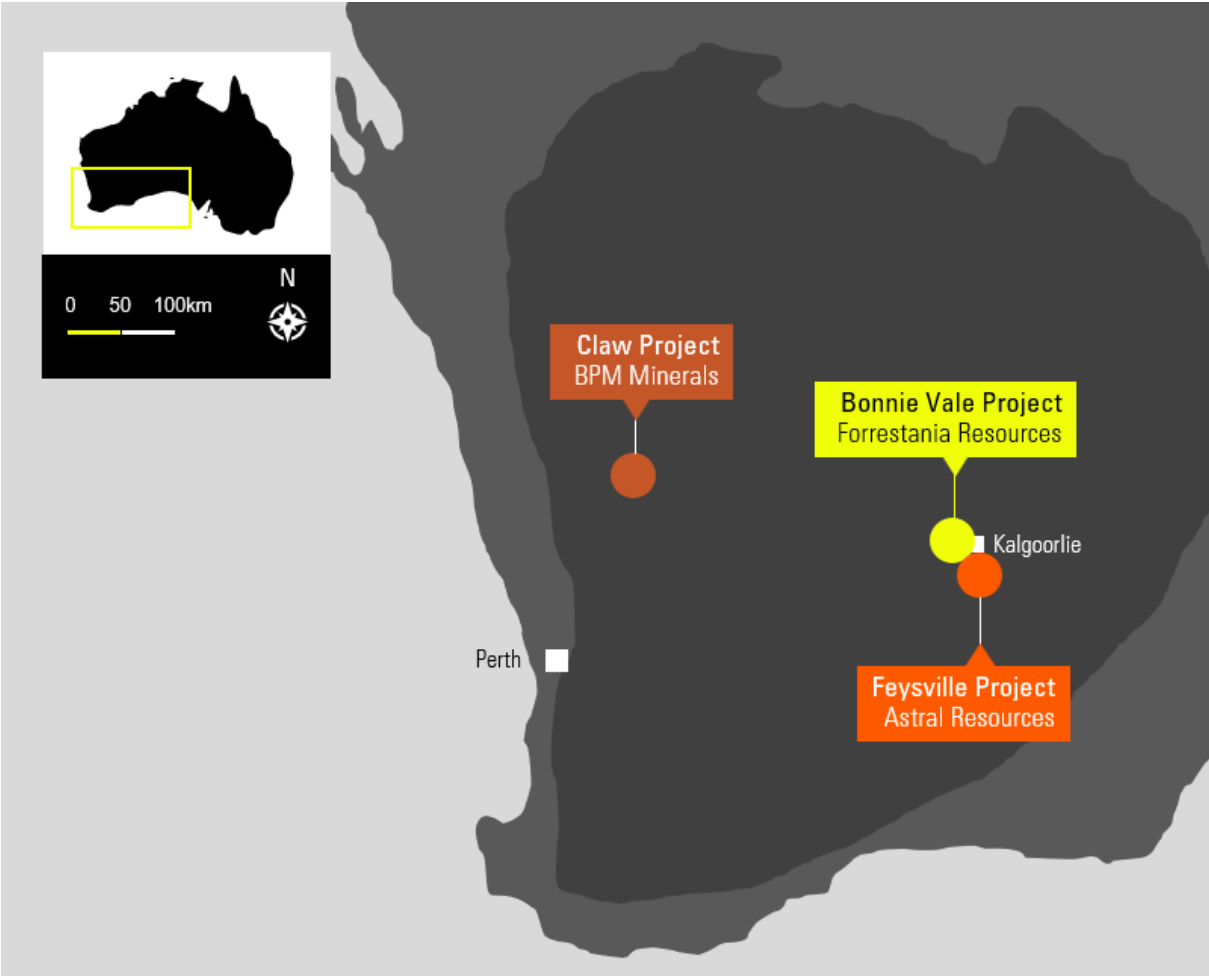 N
0 50 100km
Claw Project
BPM Minerals
Bonnie Vale Project
Forrestania Resources
Kalgoorlie
Perth
Feysville Project
Astral Resources